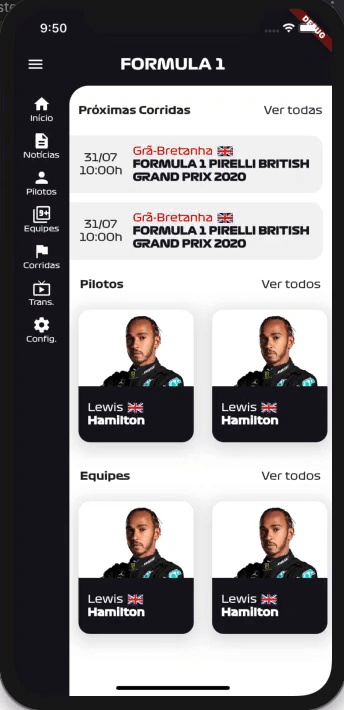 9:50
DEBUG
FORMULA 1
Próximas Corridas
Ver todas
Início
Notícias
Pilotos
9+
Equipes
Corridas
Trans.
Config.
31/07
10:00h
Grã-Bretanha
FORMULA 1 PIRELLI BRITISH
GRAND PRIX 2020
31/07
10:00h
Grã-Bretanha
FORMULA 1 PIRELLI BRITISH
GRAND PRIX 2020
Pilotos
Ver todos
Lewis
Hamilton
Lewis
Hamilton
Equipes
Ver todos
Lewis
Hamilton
Lewis
Hamilton